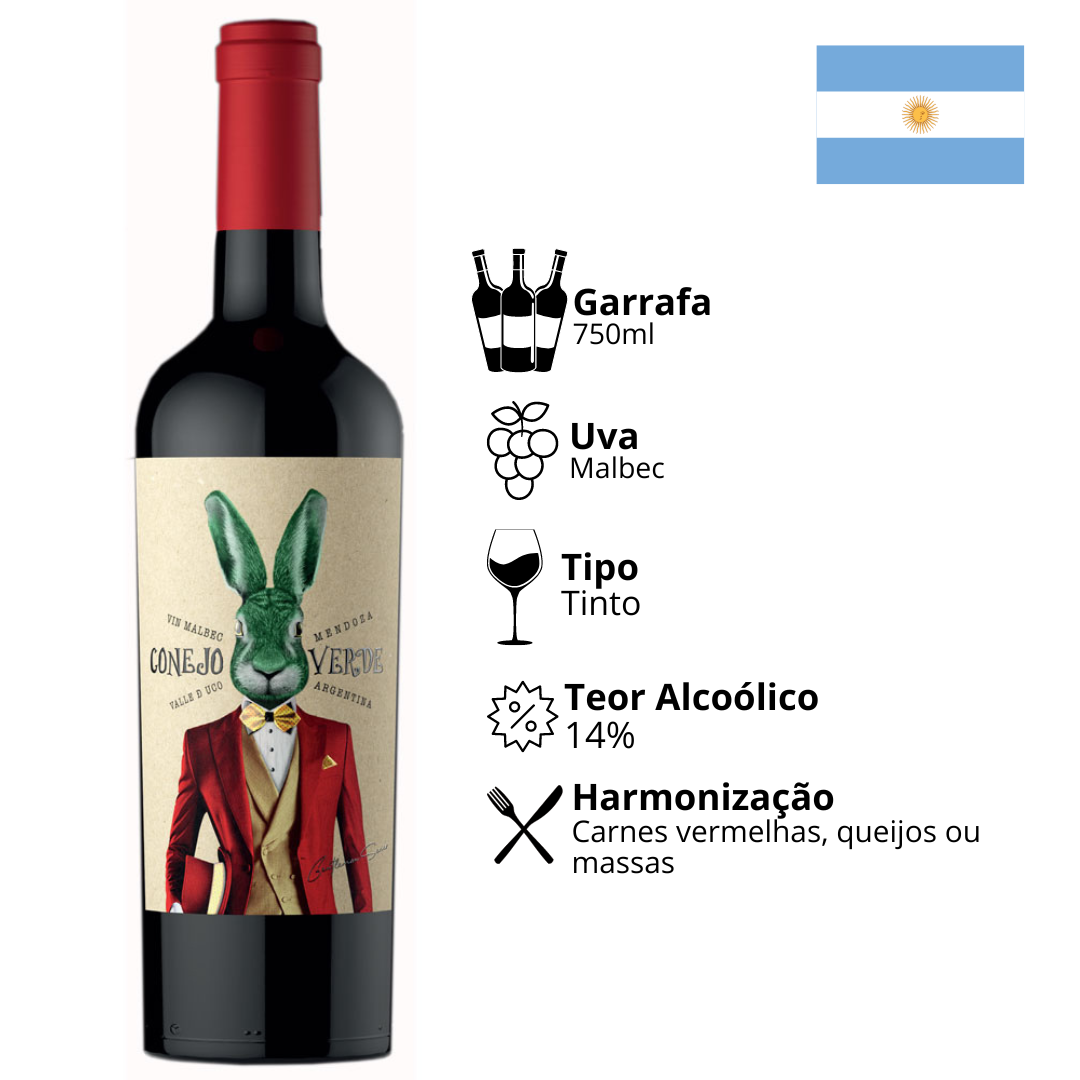 VIN MALBEC
MENDOZA
CONEJO
VERDE
VALLE D UCO
ARGENTINA
Garrafa
750ml
Uva
Malbec
Tipo
Tinto
Teor Alcoólico
14%
Harmonização
Carnes vermelhas, queijos ou
massas